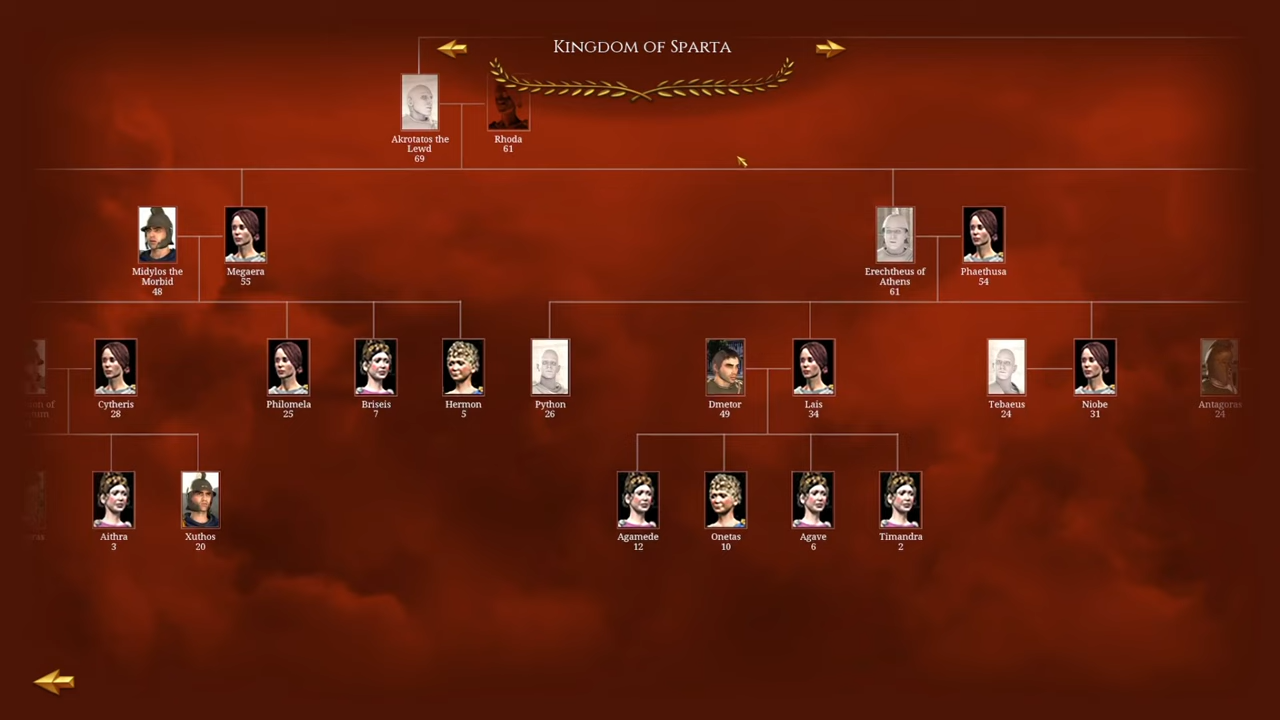 KINGDOM OF SPARTA
Akrotatos the
Lewd
69
Rhoda
61
Midylos the
Morbid
48
Megaera
55
Erechtheus of
Athens
61
Phaethusa
54
Cytheris
28
Philomela
25
Briseis
7
Hermon
5
Python
26
Dmetor
49
Lais
34
Tebaeus
24
Niobe
31
Antagoras
24
Aithra
3
Xuthos
20
Agamede
12
Onetas
10
Agave
6
Timandra
2